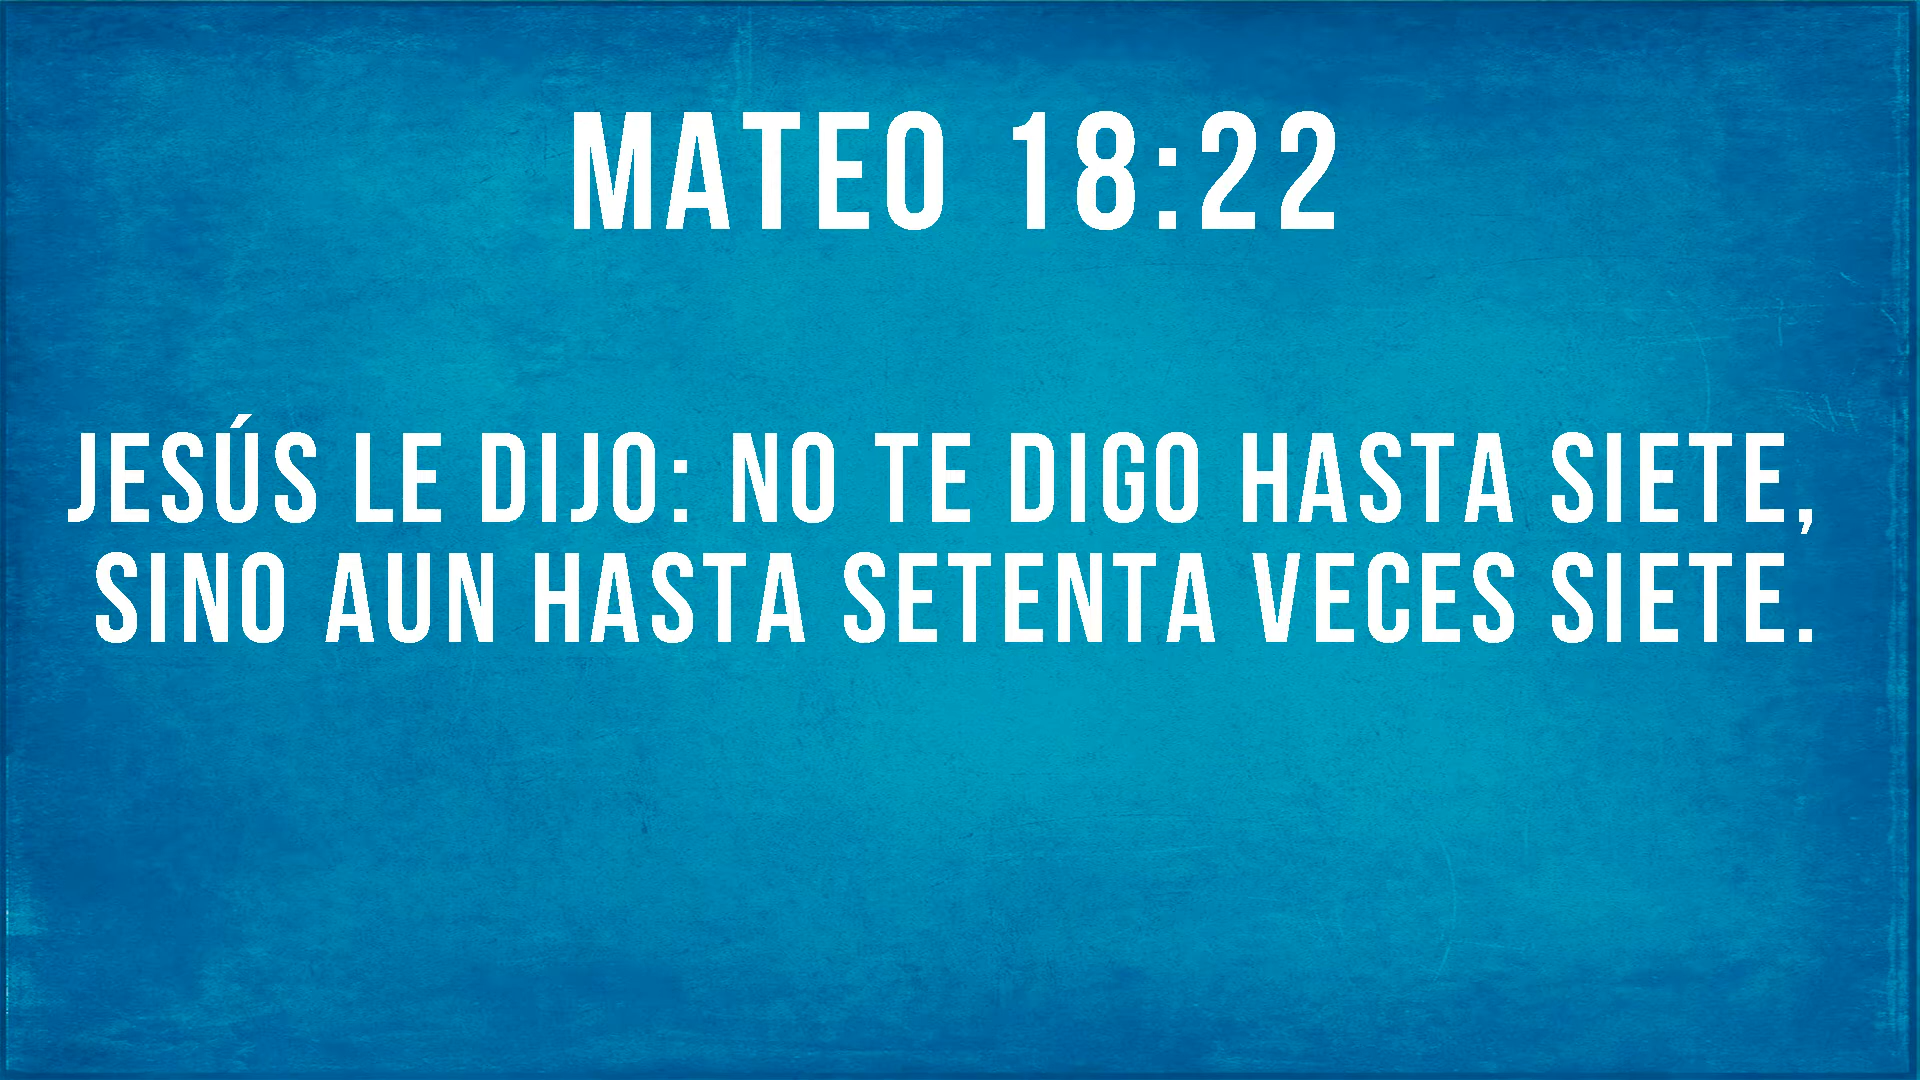 MATEO 18:22
JESÚS LE DIJO: NO TE DIGO HASTA SIETE,
SINO AUN HASTA SETENTA VECES SIETE.